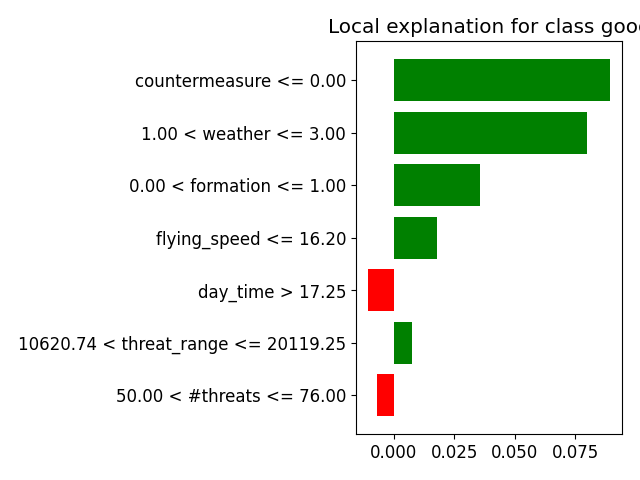 Local explanation for class good
countermeasure <= 0.00
1.00 < weather <= 3.00
0.00 < formation <= 1.00
flying_speed <= 16.20
day_time > 17.25
10620.74 < threat_range <= 20119.25
50.00 < #threats <= 76.00
0.000 0.025 0.050 0.075